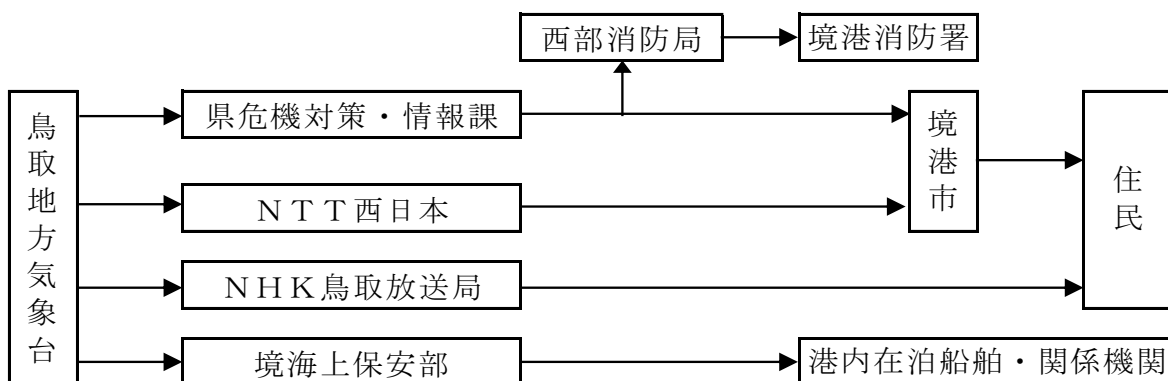 西部消防局
境港消防署
鳥取地方気象台
県危機対策・情報課
境港市
住民
ＮＴＴ西日本
ＮＨＫ鳥取放送局
境海上保安部
港内在泊船舶・関係機関